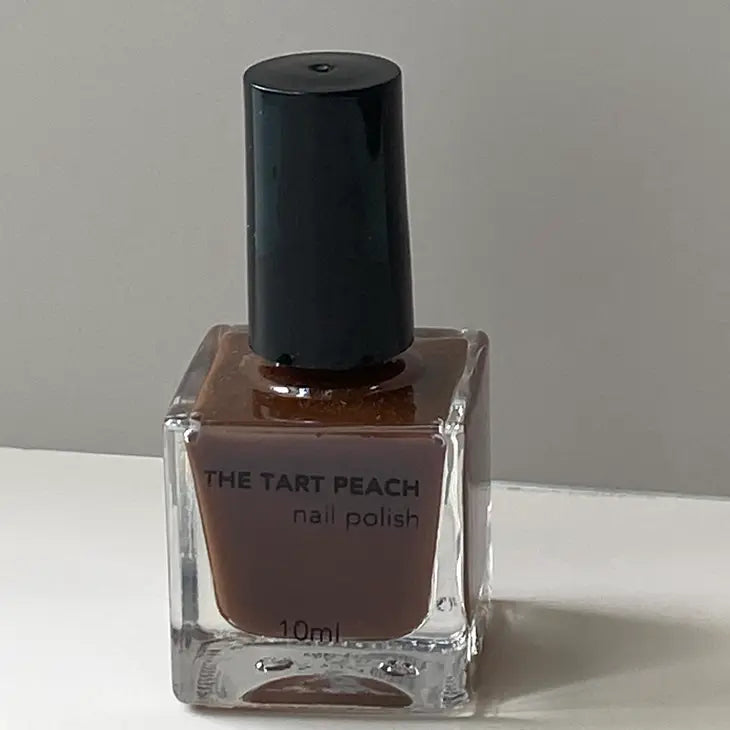 THE TART PEACH
nail polish
10ml